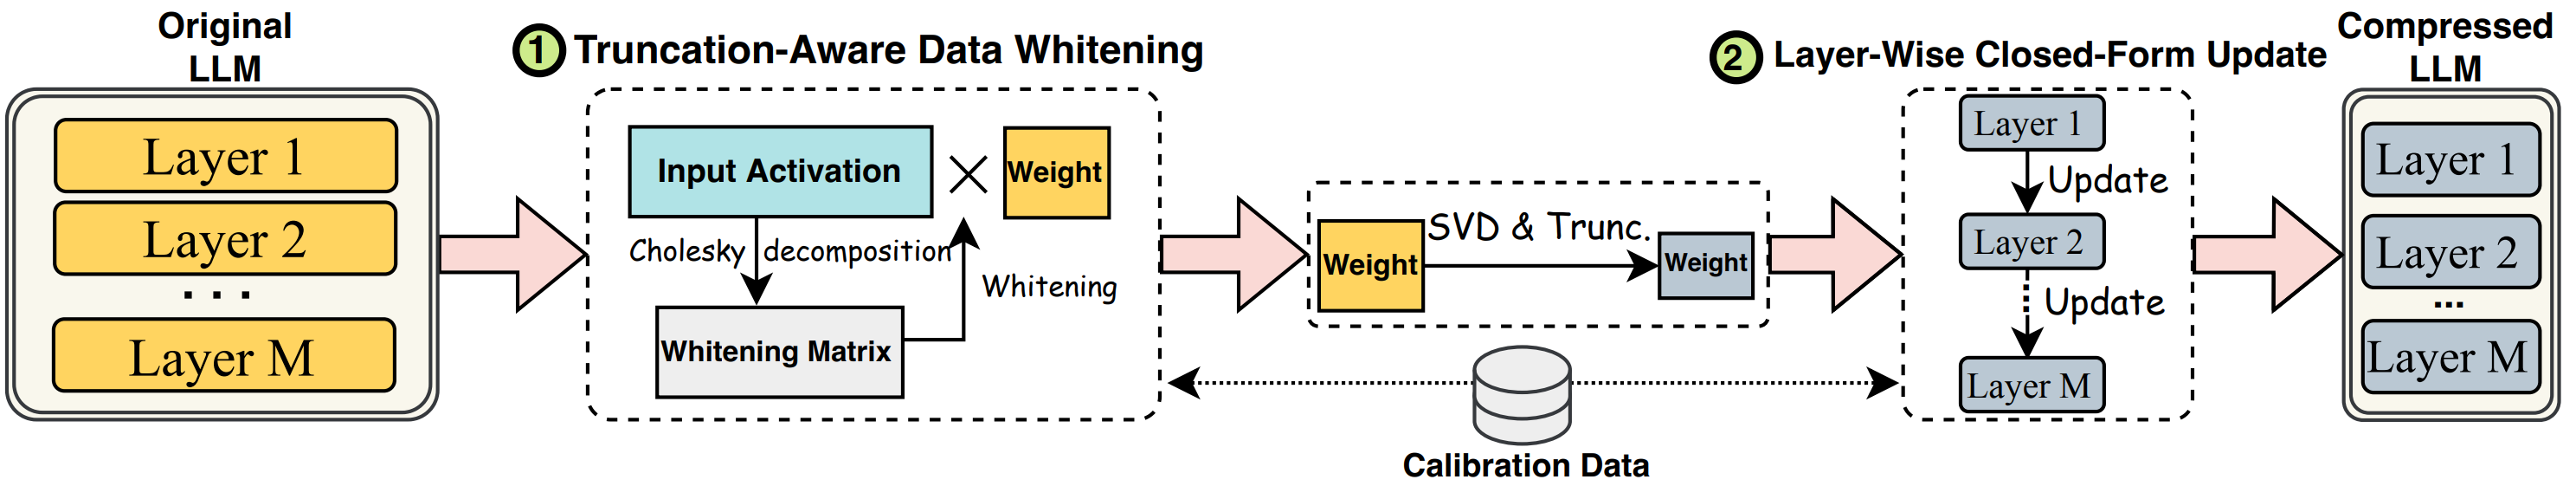 Original
LLM
Layer 1
Layer 2
. . .
Layer M
1 Truncation-Aware Data Whitening
Input Activation
Weight
Cholesky decomposition
Whitening
Whitening Matrix
Weight
SVD & Trunc.
Weight
Calibration Data
2 Layer-Wise Closed-Form Update
Layer 1
Update
Layer 2
Update
Layer M
Compressed
LLM
Layer 1
Layer 2
...
Layer M